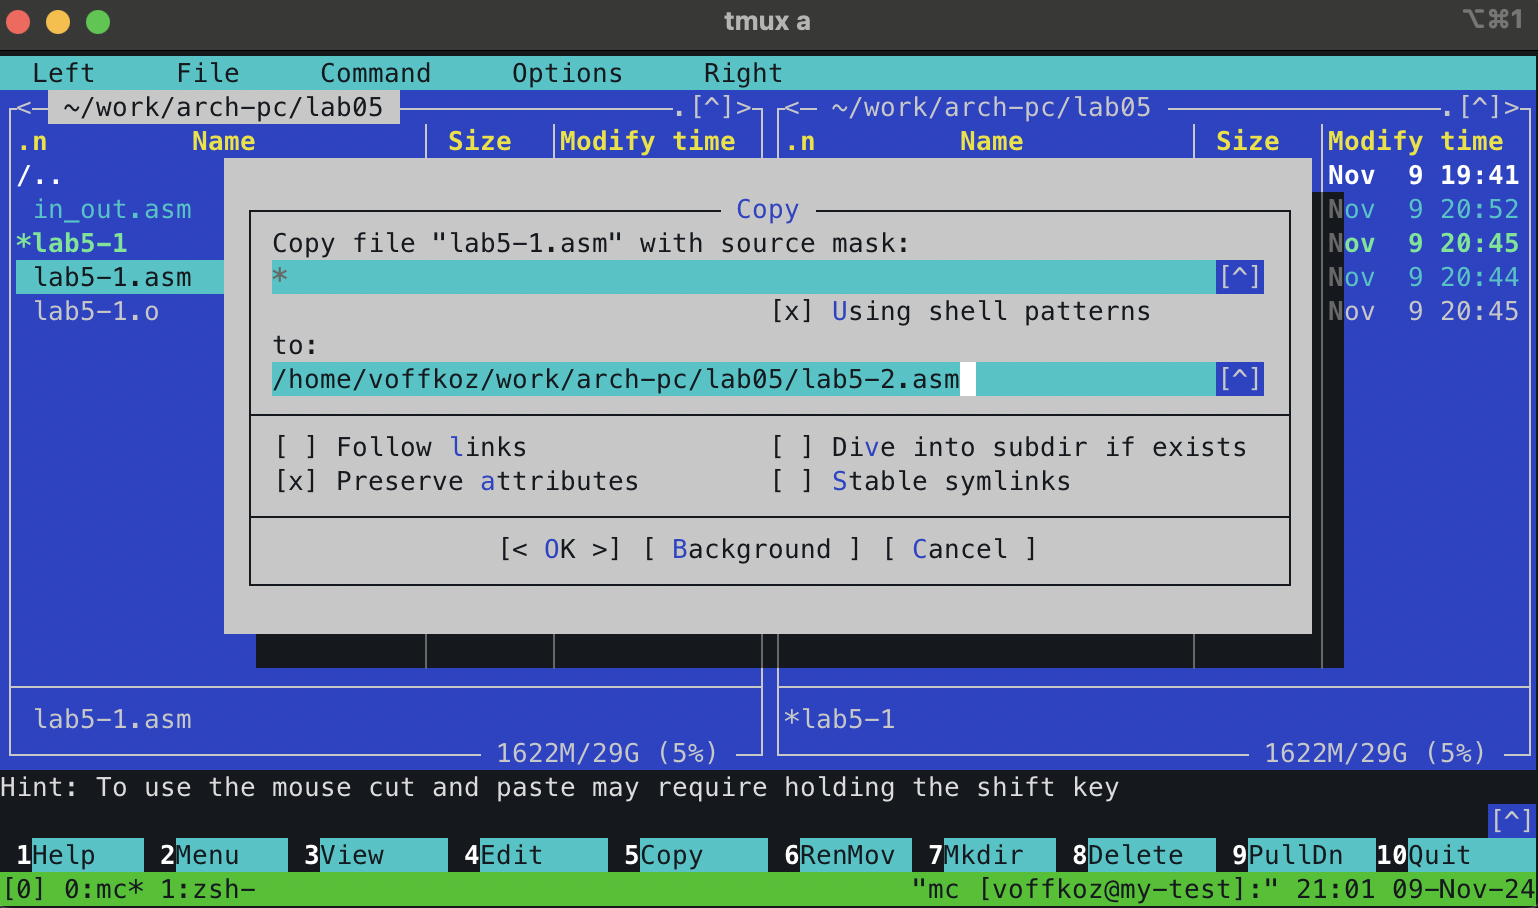 tmux a
⌥⌘1
Left File Command Options Right
<─ ~/work/arch-pc/lab05 ─.[^]> <─ ~/work/arch-pc/lab05 ─.[^]>
.n Name Size Modify time .n Name Size Modify time
/.. Nov 9 19:41
in_out.asm Nov 9 20:52
*lab5-1 Nov 9 20:45
lab5-1.asm Nov 9 20:44
lab5-1.o Nov 9 20:45
Copy
Copy file "lab5-1.asm" with source mask:
* [^]
[x] Using shell patterns
to:
/home/voffkoz/work/arch-pc/lab05/lab5-2.asm [^]
[ ] Follow links [ ] Dive into subdir if exists
[x] Preserve attributes [ ] Stable symlinks
[< OK >] [ Background ] [ Cancel ]
lab5-1.asm *lab5-1
1622M/29G (5%) 1622M/29G (5%)
Hint: To use the mouse cut and paste may require holding the shift key
[^]
1Help 2Menu 3View 4Edit 5Copy 6RenMov 7Mkdir 8Delete 9PullDn 10Quit
[0] 0:mc* 1:zsh- "mc [voffkoz@my-test]:" 21:01 09-Nov-24